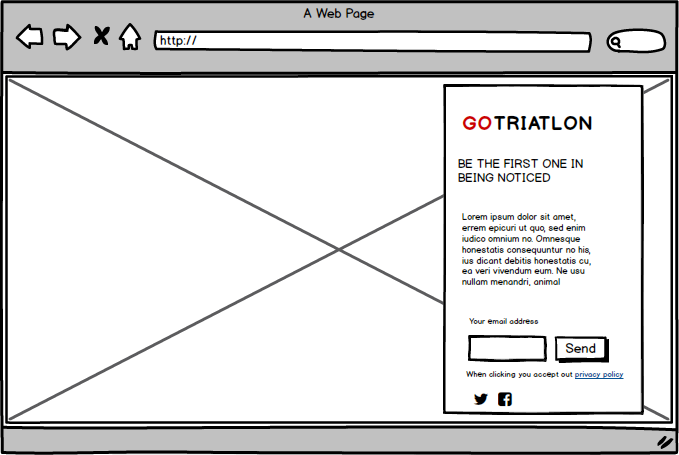 A Web Page
http://
GOTRIATLON
BE THE FIRST ONE IN
BEING NOTICED
Lorem ipsum dolor sit amet,
errem epicuri ut quo, sed enim
iudico omnium no. Omnesque
honestatis consequuntur no his,
ius dicant debitis honestatis cu,
ea veri vivendum eum. Ne usu
nullam menandri, animal
Your email address
Send
When clicking you accept out privacy policy